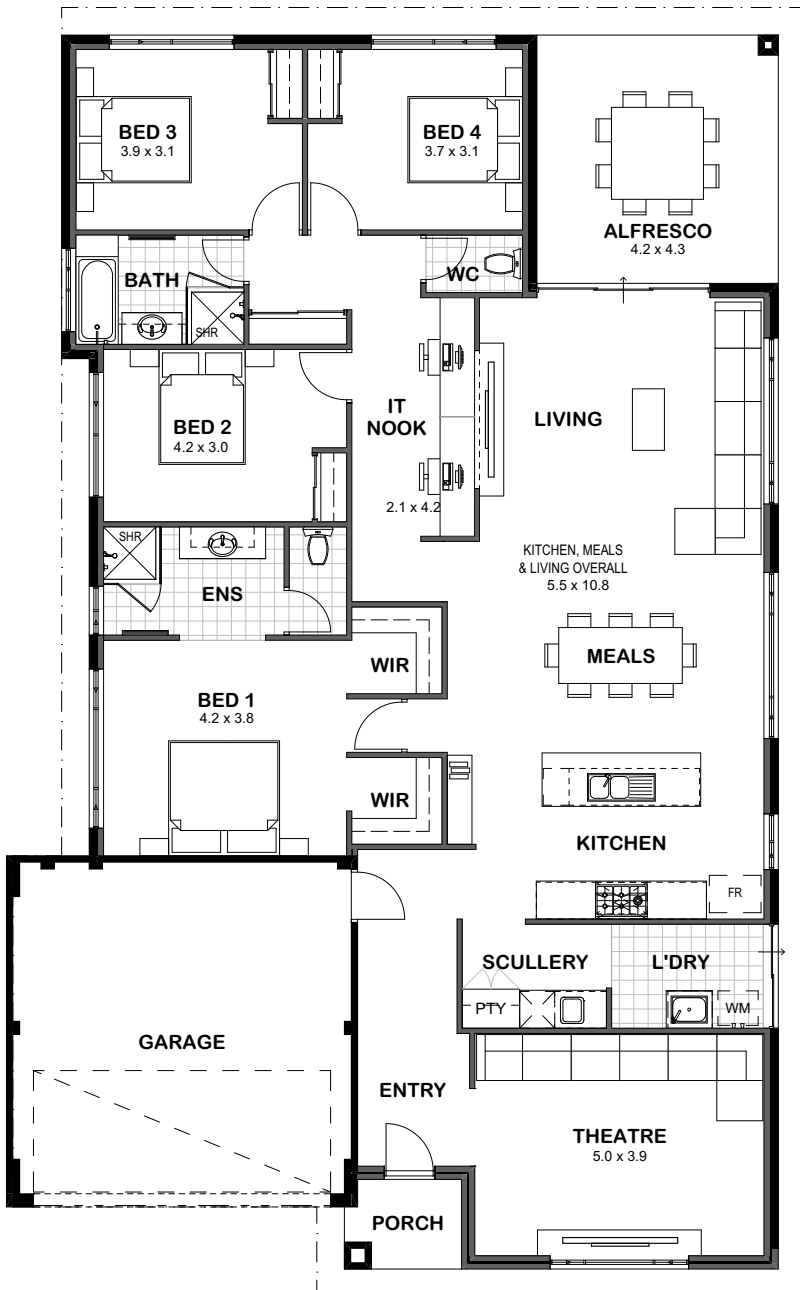 BED 3
3.9 x 3.1
BED 4
3.7 x 3.1
ALFRESCO
4.2 x 4.3
BATH
SHR
WC
BED 2
4.2 x 3.0
IT
NOOK
2.1 x 4.2
LIVING
KITCHEN, MEALS
& LIVING OVERALL
5.5 x 10.8
SHR
ENS
MEALS
WIR
BED 1
4.2 x 3.8
WIR
KITCHEN
FR
SCULLERY
L'DRY
PTY
WM
GARAGE
ENTRY
THEATRE
5.0 x 3.9
PORCH